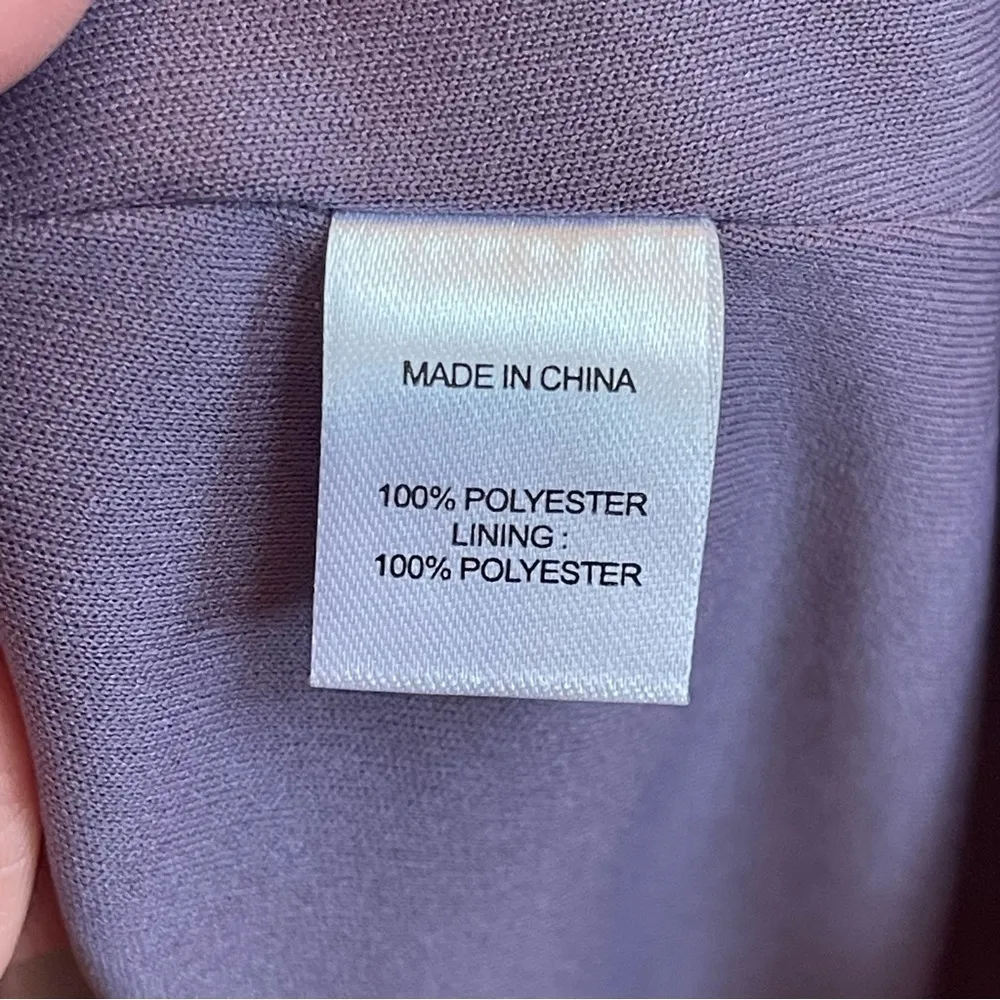 MADE IN CHINA
100% POLYESTER
LINING :
100% POLYESTER